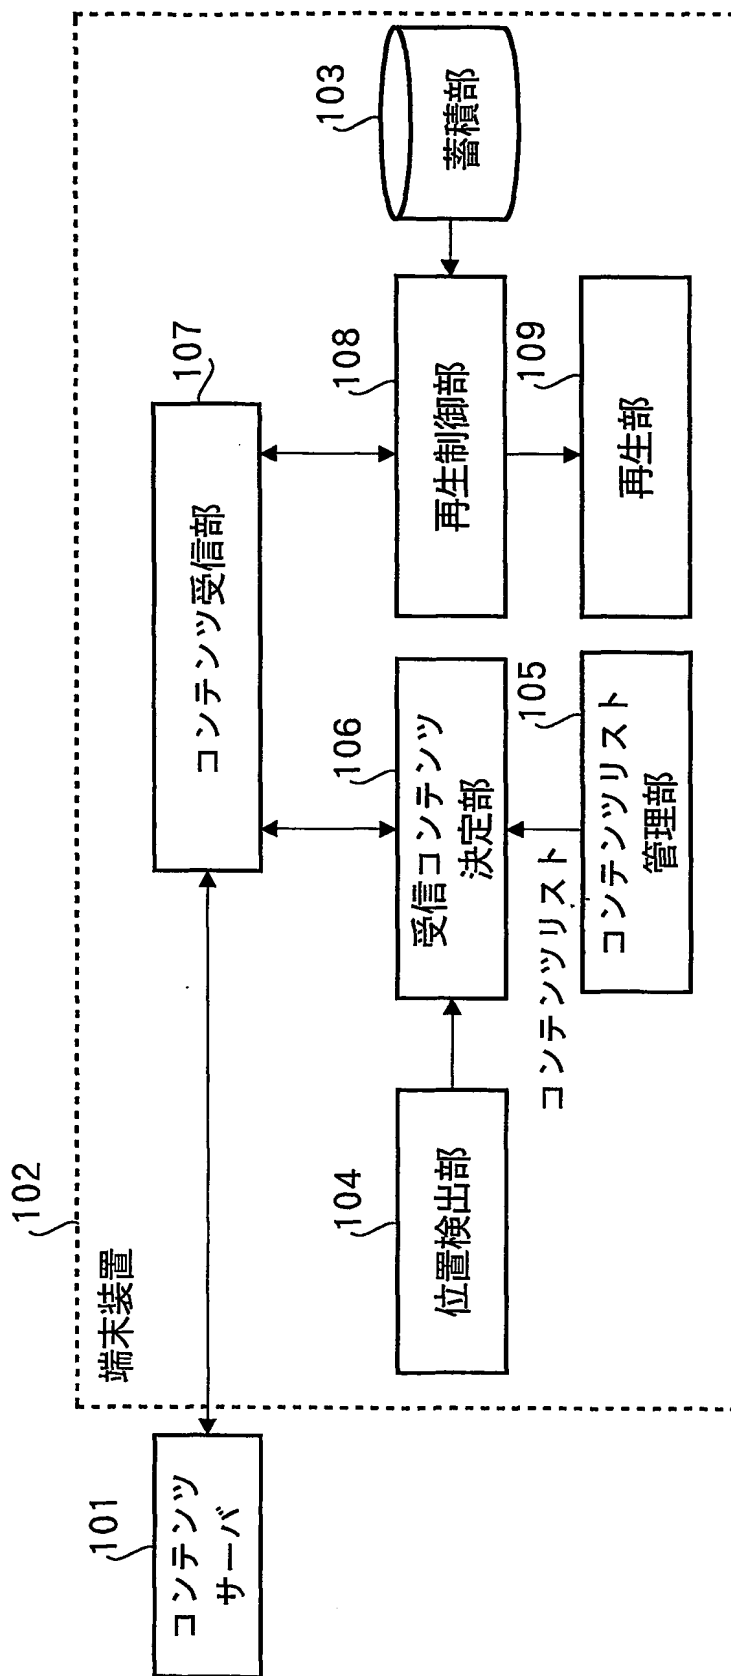 102
端末装置
101
コンテンツ
サーバ
107
コンテンツ受信部
104
位置検出部
106
受信コンテンツ
決定部
108
再生制御部
103
蓄積部
コンテンツリスト
105
コンテンツリスト
管理部
109
再生部